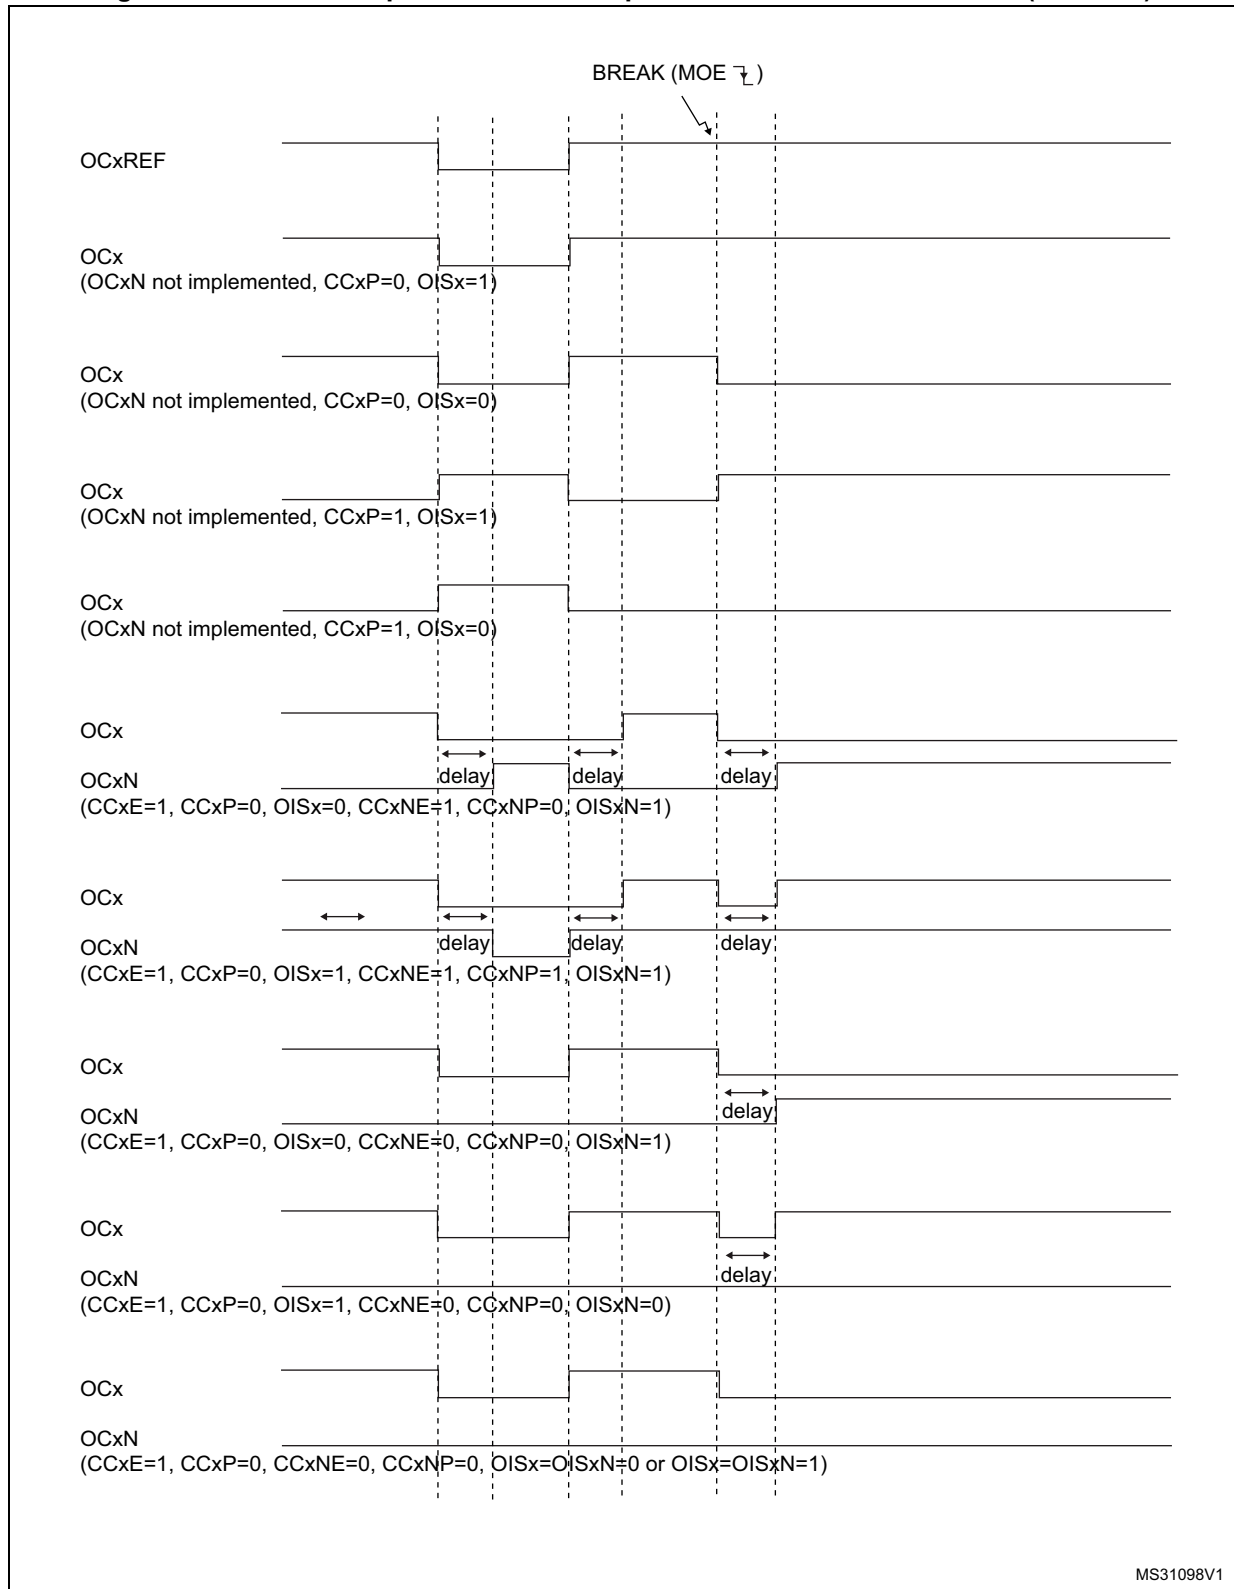 BREAK (MOE )
OCxREF
OCx
(OCxN not implemented, CCxP=0, OISx=1)
OCx
(OCxN not implemented, CCxP=0, OISx=0)
OCx
(OCxN not implemented, CCxP=1, OISx=1)
OCx
(OCxN not implemented, CCxP=1, OISx=0)
OCx
delay delay delay
OCxN
(CCxE=1, CCxP=0, OISx=0, CCxNE=1, CCxNP=0, OISxN=1)
OCx
delay delay delay
OCxN
(CCxE=1, CCxP=0, OISx=1, CCxNE=1, CCxNP=1, OISxN=1)
OCx
delay
OCxN
(CCxE=1, CCxP=0, OISx=0, CCxNE=0, CCxNP=0, OISxN=1)
OCx
delay
OCxN
(CCxE=1, CCxP=0, OISx=1, CCxNE=0, CCxNP=0, OISxN=0)
OCx
OCxN
(CCxE=1, CCxP=0, CCxNE=0, CCxNP=0, OISx=OISxN=0 or OISx=OISxN=1)
MS31098V1